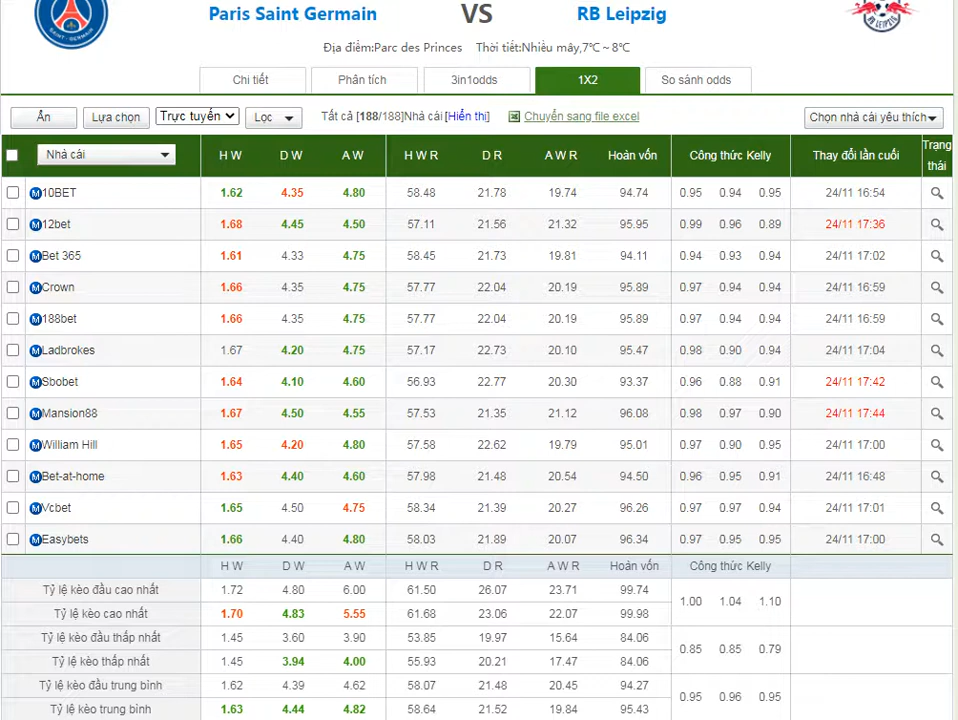 Paris Saint Germain VS RB Leipzig
Địa điểm:Parc des Princes Thời tiết:Nhiều mây,7℃~8℃
Chi tiết Phân tích 3in1odds 1X2 So sánh odds
Ẩn Lựa chọn Trực tuyến Lọc Tất cả [188/188]Nhà cái[Hiển thị] Chuyển sang file excel Chọn nhà cái yêu thích
Nhà cái H W D W A W H W R D R A W R Hoàn vốn Công thức Kelly Thay đổi lần cuối Trạng thái
10BET 1.62 4.35 4.80 58.48 21.78 19.74 94.74 0.95 0.94 0.95 24/11 16:54
12bet 1.68 4.45 4.50 57.11 21.56 21.32 95.95 0.99 0.96 0.89 24/11 17:36
Bet 365 1.61 4.33 4.75 58.45 21.73 19.81 94.11 0.94 0.93 0.94 24/11 17:02
Crown 1.66 4.35 4.75 57.77 22.04 20.19 95.89 0.97 0.94 0.94 24/11 16:59
188bet 1.66 4.35 4.75 57.77 22.04 20.19 95.89 0.97 0.94 0.94 24/11 16:59
Ladbrokes 1.67 4.20 4.75 57.17 22.73 20.10 95.47 0.98 0.90 0.94 24/11 17:04
Sbobet 1.64 4.10 4.60 56.93 22.77 20.30 93.37 0.96 0.88 0.91 24/11 17:42
Mansion88 1.67 4.50 4.55 57.53 21.35 21.12 96.08 0.98 0.97 0.90 24/11 17:44
William Hill 1.65 4.20 4.80 57.58 22.62 19.79 95.01 0.97 0.90 0.95 24/11 17:00
Bet-at-home 1.63 4.40 4.60 57.98 21.48 20.54 94.50 0.96 0.95 0.91 24/11 16:48
Vcbet 1.65 4.50 4.75 58.34 21.39 20.27 96.26 0.97 0.97 0.94 24/11 17:01
Easybets 1.66 4.40 4.80 58.03 21.89 20.07 96.34 0.97 0.95 0.95 24/11 17:00
H W D W A W H W R D R A W R Hoàn vốn Công thức Kelly
Tỷ lệ kèo đầu cao nhất 1.72 4.80 6.00 61.50 26.07 23.71 99.74
1.00 1.04 1.10
Tỷ lệ kèo cao nhất 1.70 4.83 5.55 61.68 23.06 22.07 99.98
Tỷ lệ kèo đầu thấp nhất 1.45 3.60 3.90 53.85 19.97 15.64 84.06
0.85 0.85 0.79
Tỷ lệ kèo thấp nhất 1.45 3.94 4.00 55.93 20.21 17.47 84.06
Tỷ lệ kèo đầu trung bình 1.62 4.39 4.62 58.07 21.48 20.45 94.27
0.95 0.96 0.95
Tỷ lệ kèo trung bình 1.63 4.44 4.82 58.64 21.52 19.84 95.43